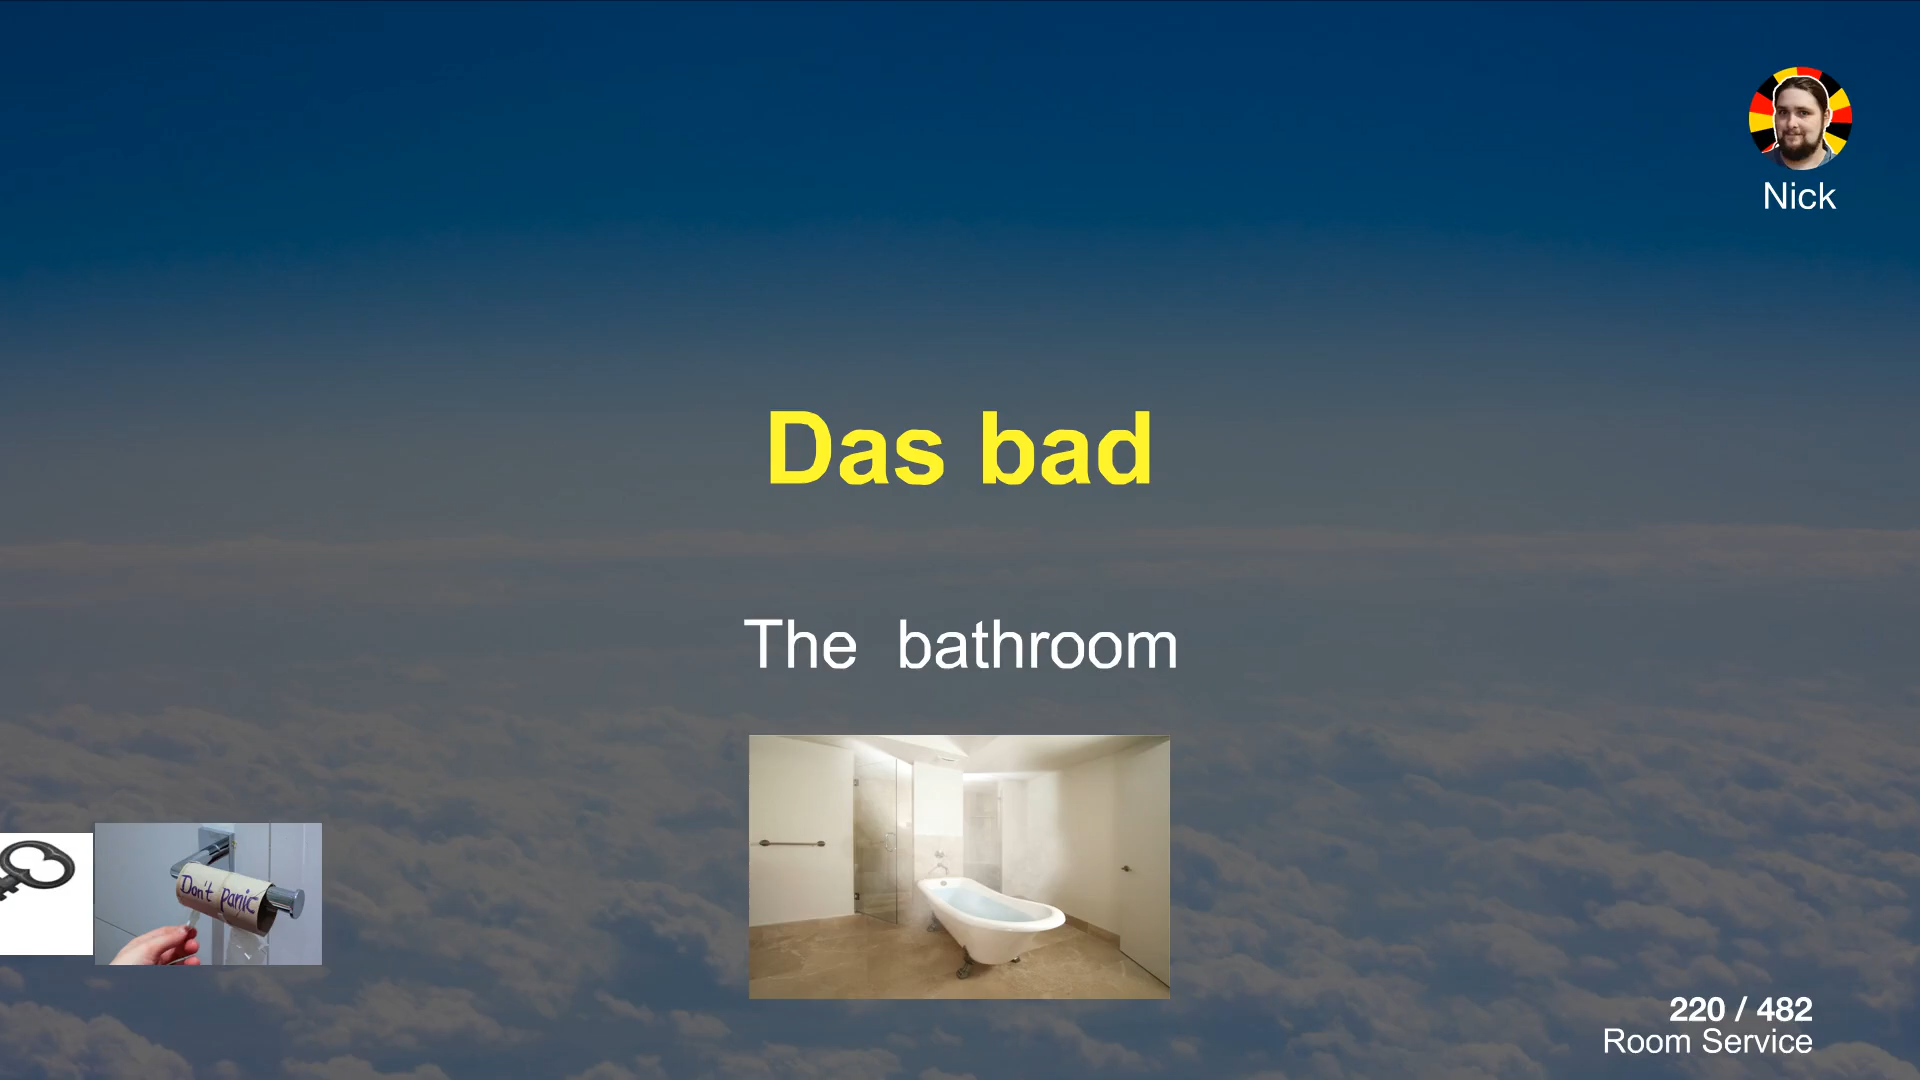 Nick
Das bad
The bathroom
Don't panic
220 / 482
Room Service